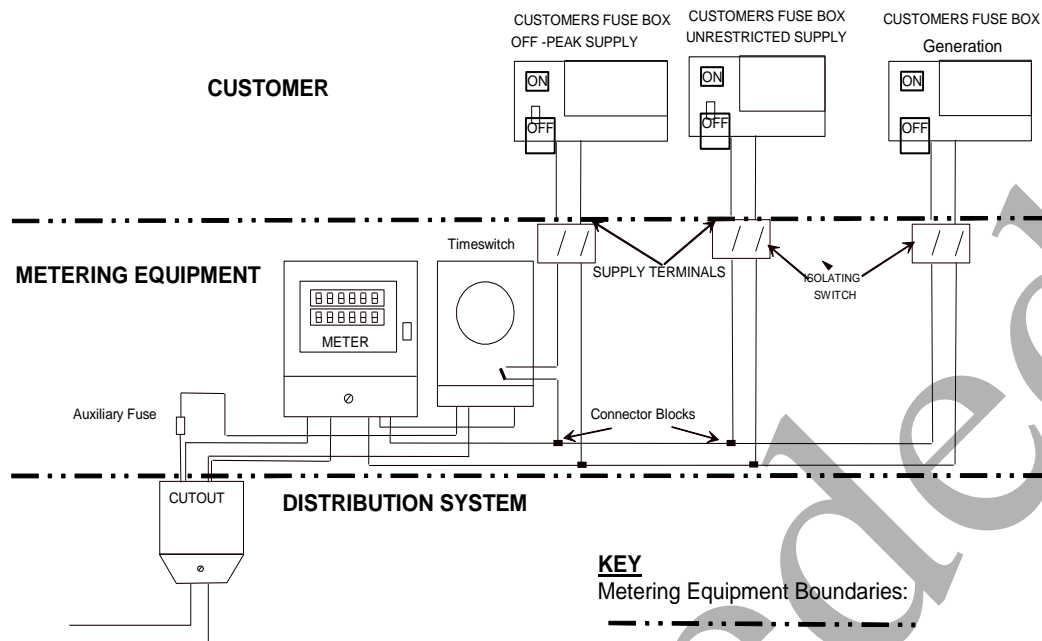 CUSTOMERS FUSE BOX
OFF -PEAK SUPPLY
CUSTOMERS FUSE BOX
UNRESTRICTED SUPPLY
CUSTOMERS FUSE BOX
Generation
CUSTOMER
ON
OFF
ON
OFF
ON
OFF
METERING EQUIPMENT
Timeswitch
SUPPLY TERMINALS
ISOLATING
SWITCH
METER
Auxiliary Fuse
Connector Blocks
CUTOUT
DISTRIBUTION SYSTEM
KEY
Metering Equipment Boundaries: